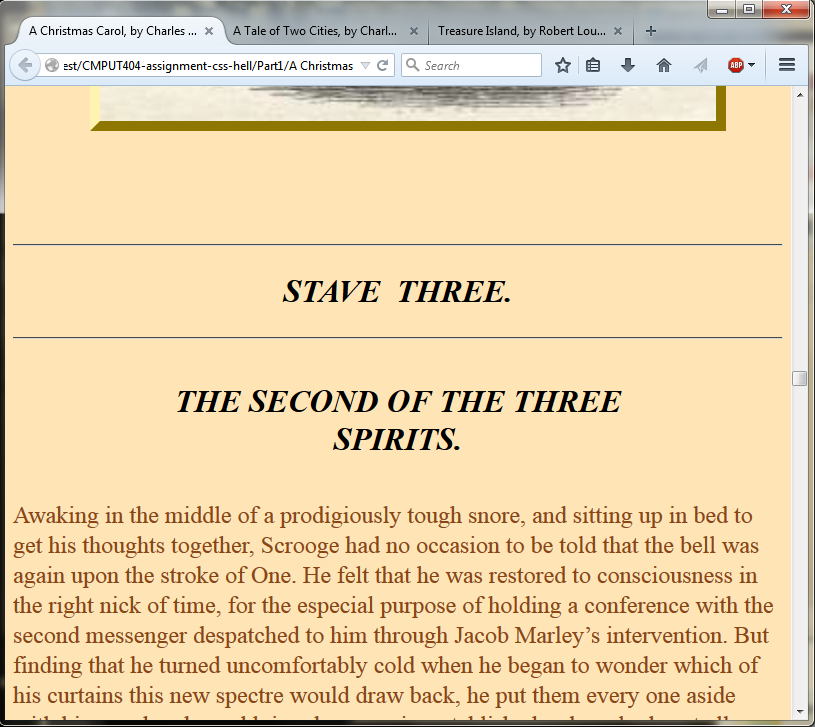 A Christmas Carol, by Charles ...
A Tale of Two Cities, by Charl...
Treasure Island, by Robert Lou...
est/CMPUT404-assignment-css-hell/Part1/A Christmas
Search
ABP
STAVE THREE.
THE SECOND OF THE THREE
SPIRITS.
Awaking in the middle of a prodigiously tough snore, and sitting up in bed to
get his thoughts together, Scrooge had no occasion to be told that the bell was
again upon the stroke of One. He felt that he was restored to consciousness in
the right nick of time, for the especial purpose of holding a conference with the
second messenger despatched to him through Jacob Marley’s intervention. But
finding that he turned uncomfortably cold when he began to wonder which of
his curtains this new spectre would draw back, he put them every one aside